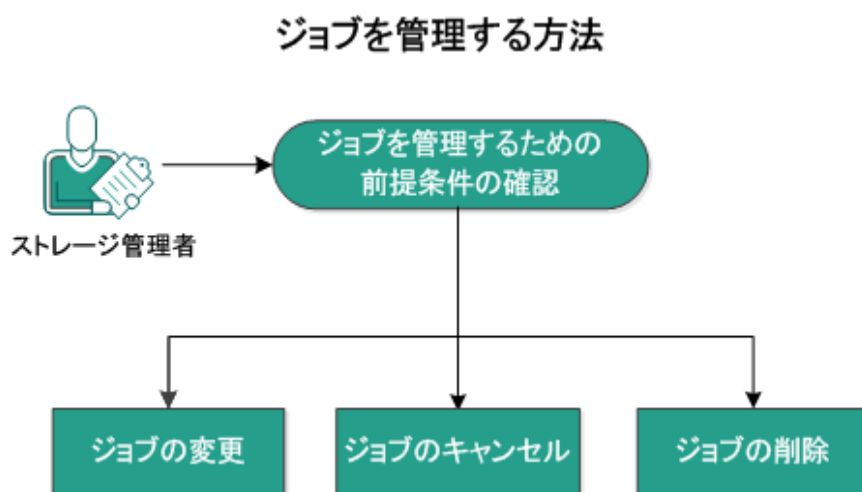 ジョブを管理する方法
ジョブを管理するための
前提条件の確認
ストレージ管理者
ジョブの変更
ジョブのキャンセル
ジョブの削除